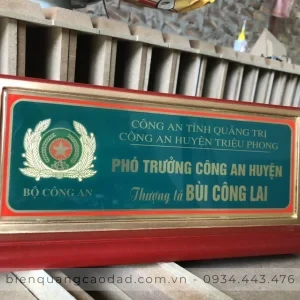 CÔNG AN TỈNH QUẢNG TRỊ
CÔNG AN HUYỆN TRIỆU PHONG
PHÓ TRƯỞNG CÔNG AN HUYỆN
BỘ CÔNG AN
Thượng tá BÙI CÔNG LAI
bienquangcaodad.com.vn - 0934.443.476